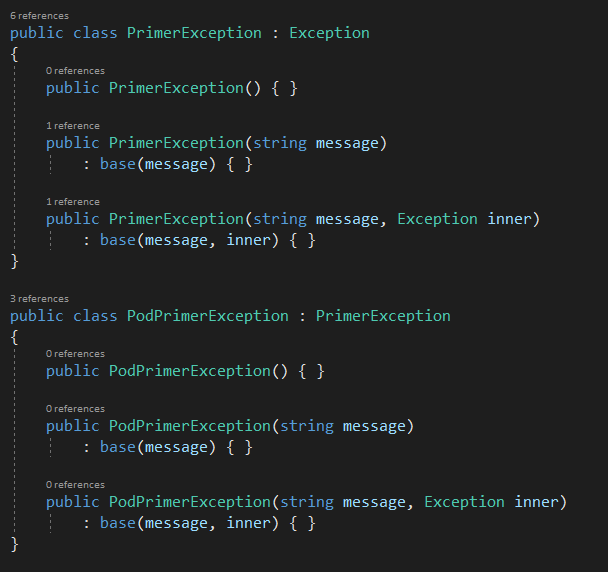 6 references
public class PrimerException : Exception
{
0 references
public PrimerException() { }
1 reference
public PrimerException(string message)
: base(message) { }
1 reference
public PrimerException(string message, Exception inner)
: base(message, inner) { }
}
3 references
public class PodPrimerException : PrimerException
{
0 references
public PodPrimerException() { }
0 references
public PodPrimerException(string message)
: base(message) { }
0 references
public PodPrimerException(string message, Exception inner)
: base(message, inner) { }
}